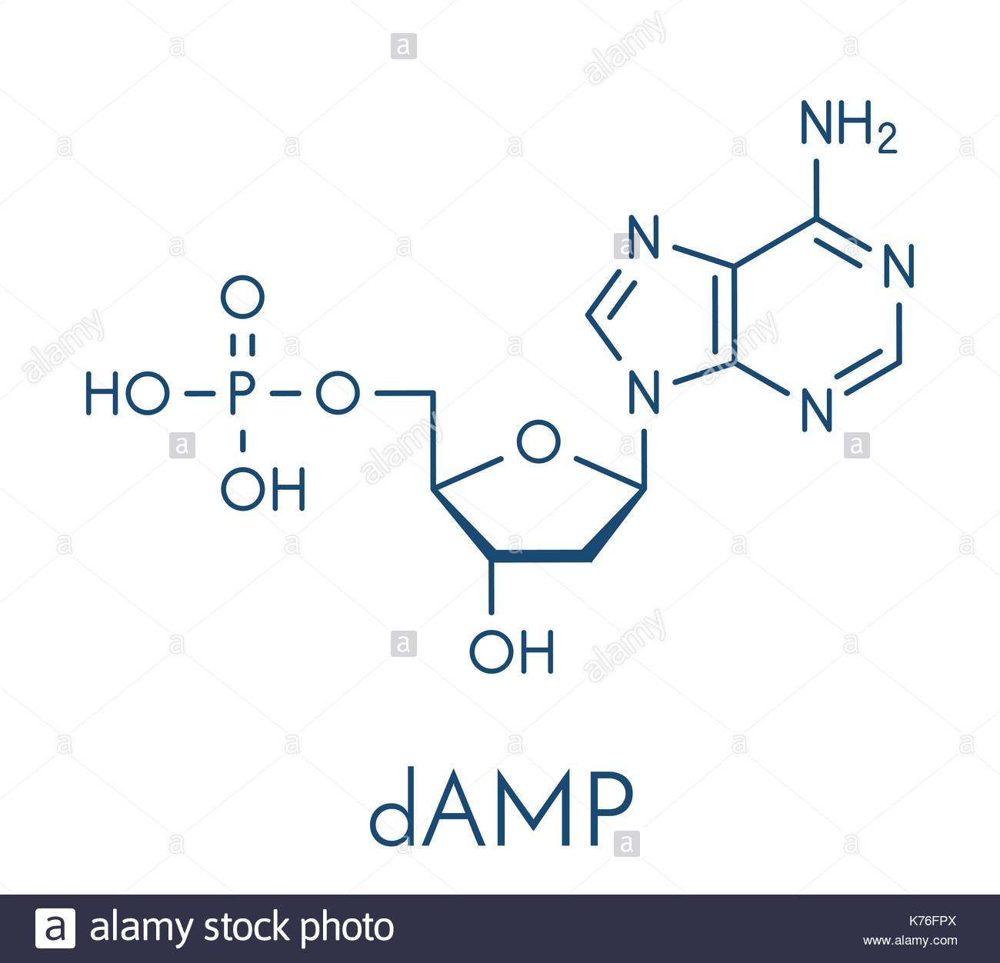 NH2
N
N
O
HO
P
O
N
N
O
OH
OH
dAMP
a alamy stock photo
K76FPX
www.alamy.com